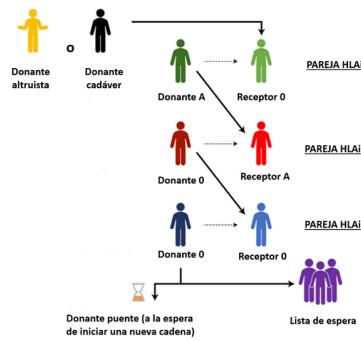 o
Donante
altruista
Donante
cadáver
Donante A
Receptor 0
PAREJA HLAi
Donante 0
Receptor A
PAREJA HLAi
Donante 0
Receptor 0
PAREJA HLAi
Donante puente (a la espera
de iniciar una nueva cadena)
Lista de espera